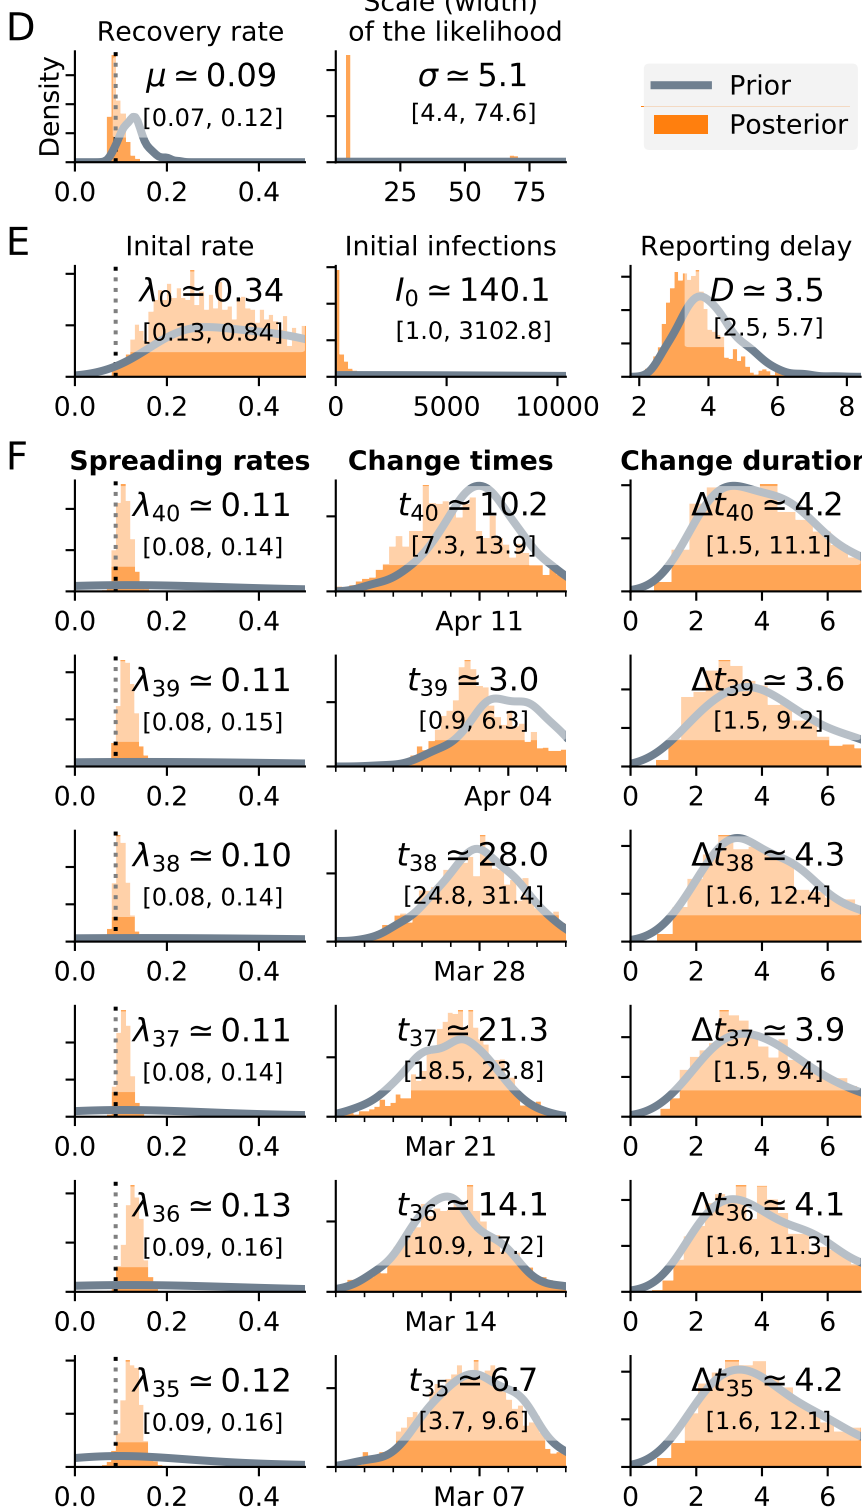 Scale (width)
D Recovery rate of the likelihood
Density
μ ≃ 0.09 σ ≃ 5.1
[0.07, 0.12] [4.4, 74.6]
Prior
Posterior
0.0 0.2 0.4 25 50 75
E Inital rate Initial infections Reporting delay
λ0 ≃ 0.34 I0 ≃ 140.1 D ≃ 3.5
[0.13, 0.84] [1.0, 3102.8] [2.5, 5.7]
0.0 0.2 0.4 0 5000 10000 2 4 6 8
F Spreading rates Change times Change duration
λ40 ≃ 0.11 t40 ≃ 10.2 Δt40 ≃ 4.2
[0.08, 0.14] [7.3, 13.9] [1.5, 11.1]
0.0 0.2 0.4 Apr 11 0 2 4 6
λ39 ≃ 0.11 t39 ≃ 3.0 Δt39 ≃ 3.6
[0.08, 0.15] [0.9, 6.3] [1.5, 9.2]
0.0 0.2 0.4 Apr 04 0 2 4 6
λ38 ≃ 0.10 t38 ≃ 28.0 Δt38 ≃ 4.3
[0.08, 0.14] [24.8, 31.4] [1.6, 12.4]
0.0 0.2 0.4 Mar 28 0 2 4 6
λ37 ≃ 0.11 t37 ≃ 21.3 Δt37 ≃ 3.9
[0.08, 0.14] [18.5, 23.8] [1.5, 9.4]
0.0 0.2 0.4 Mar 21 0 2 4 6
λ36 ≃ 0.13 t36 ≃ 14.1 Δt36 ≃ 4.1
[0.09, 0.16] [10.9, 17.2] [1.6, 11.3]
0.0 0.2 0.4 Mar 14 0 2 4 6
λ35 ≃ 0.12 t35 ≃ 6.7 Δt35 ≃ 4.2
[0.09, 0.16] [3.7, 9.6] [1.6, 12.1]
0.0 0.2 0.4 Mar 07 0 2 4 6